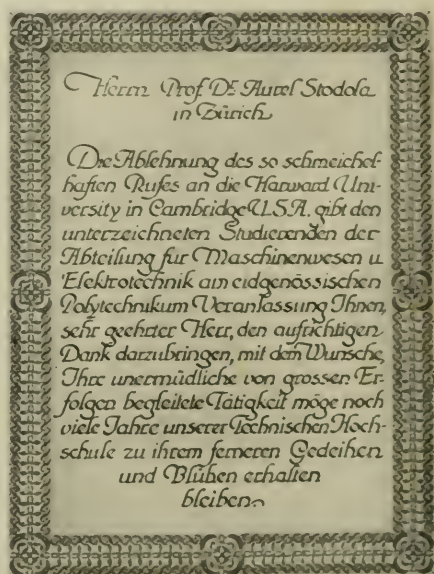 Herrn Prof. Dr. Aurel Stodola
in Zürich
Die Ablehnung des so schmeichel-
haften Rufes an die Harward Uni-
versity in Cambridge U.S.A. gibt den
unterzeichneten Studierenden der
Abteilung für Maschinenwesen u.
Elektrotechnik am eidgenössischen
Polytechnikum Veranlassung Ihnen,
sehr geehrter Herr, den aufrichtigen
Dank darzubringen, mit dem Wunsche,
Ihre unermüdliche von grossen Er-
folgen begleitete Tätigkeit möge noch
viele Jahre unserer Technischen Hoch-
schule zu ihrem ferneren Gedeihen
und Blühen erhalten
bleiben.